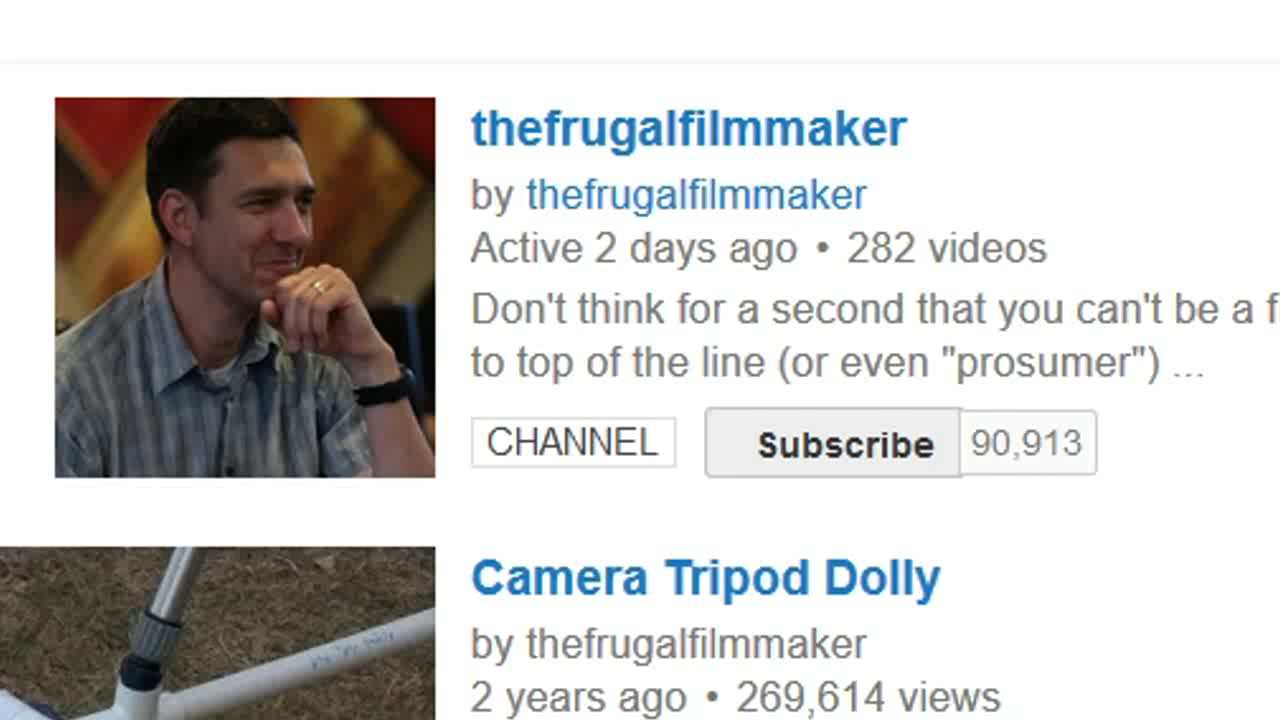 thefrugalfilmmaker
by thefrugalfilmmaker
Active 2 days ago • 282 videos
Don't think for a second that you can't be a f
to top of the line (or even "prosumer") ...
CHANNEL Subscribe 90,913
Camera Tripod Dolly
by thefrugalfilmmaker
2 years ago • 269,614 views